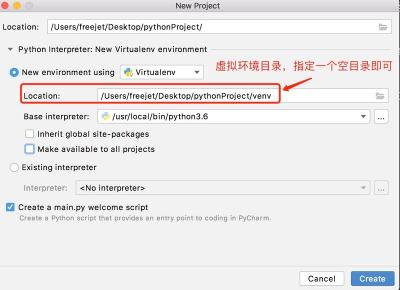 New Project
Location: /Users/freejet/Desktop/pythonProject/
Python Interpreter: New Virtualenv environment
New environment using Virtualenv
虚拟环境目录，指定一个空目录即可
Location: /Users/freejet/Desktop/pythonProject/venv
Base interpreter: /usr/local/bin/python3.6
Inherit global site-packages
Make available to all projects
Existing interpreter
Interpreter: <No interpreter>
Create a main.py welcome script
Create a Python script that provides an entry point to coding in PyCharm.
Cancel Create